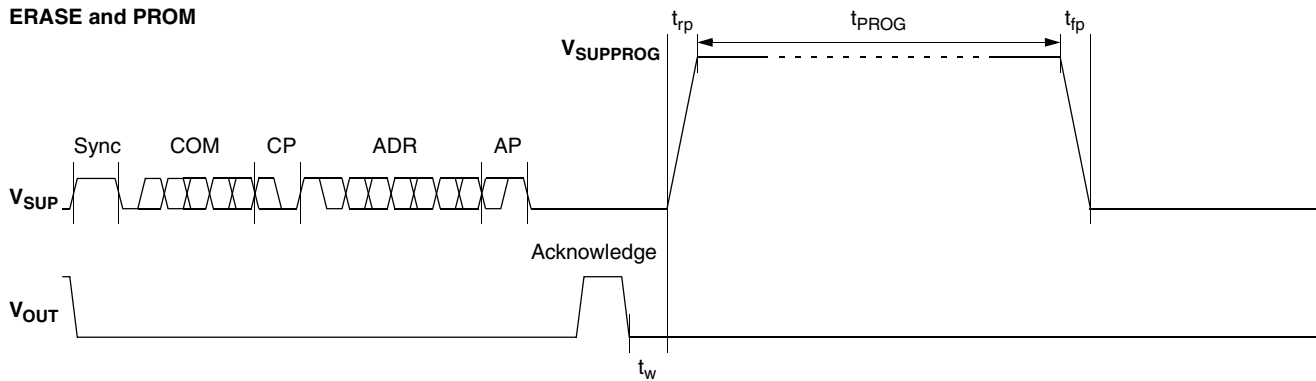 ERASE and PROM
t_rp t_PROG t_fp
V_SUPPROG
Sync COM CP ADR AP
V_SUP
Acknowledge
V_OUT
t_w